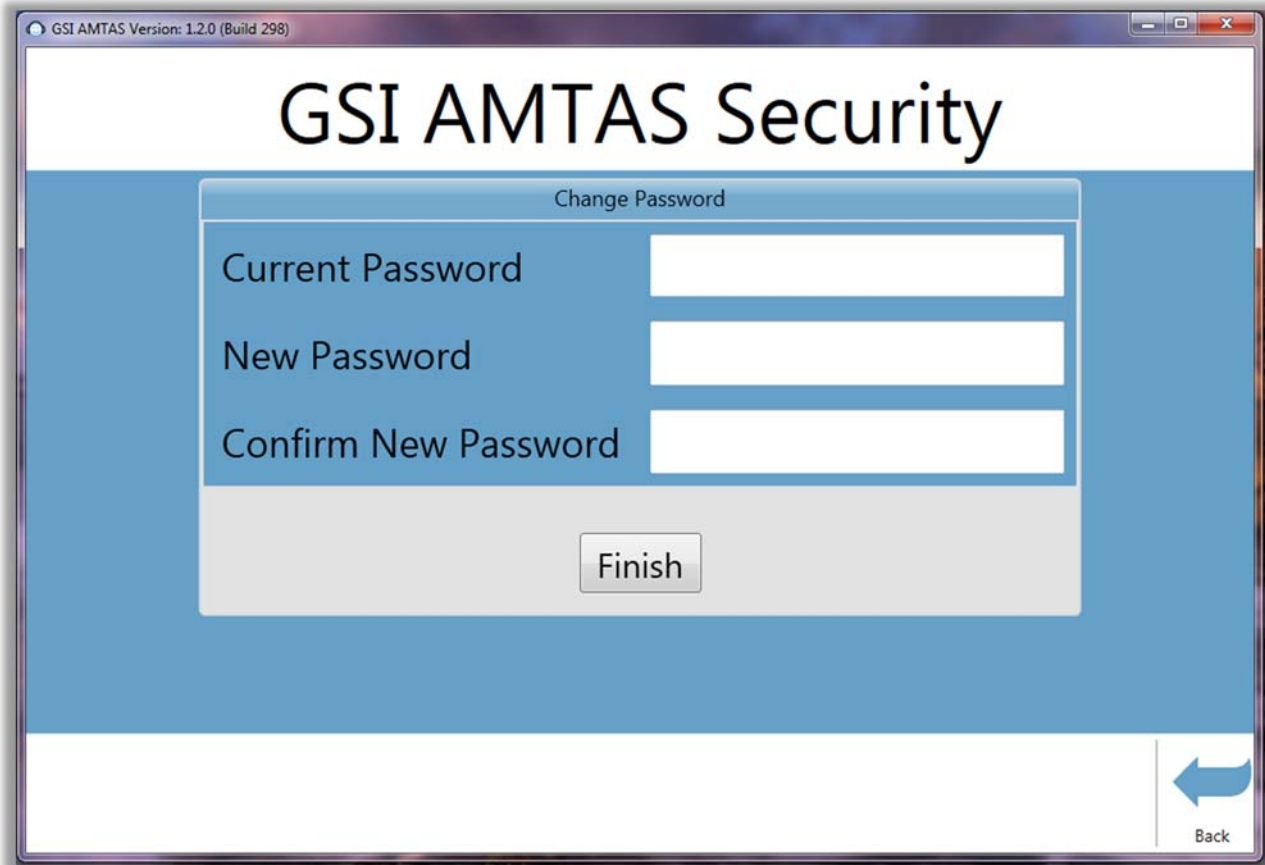 GSI AMTAS Version: 1.2.0 (Build 298)
GSI AMTAS Security
Change Password
Current Password
New Password
Confirm New Password
Finish
Back